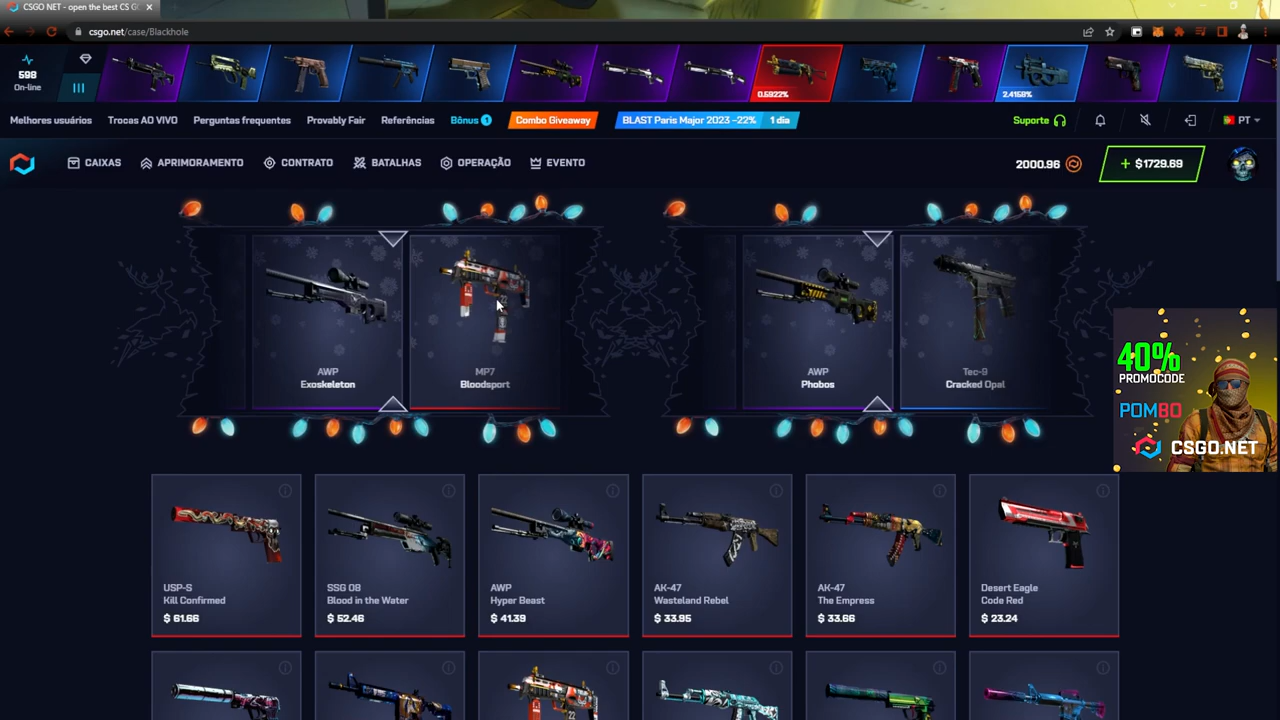 CSGO NET - open the best CS G
csgo.net/case/Blackhole
598
On-line
0.5922%
2.4158%
Melhores usuários
Trocas AO VIVO
Perguntas frequentes
Provably Fair
Referências
Bônus 1
Combo Giveaway
BLAST Paris Major 2023 –22% 1 dia
Suporte
PT
CAIXAS
APRIMORAMENTO
CONTRATO
BATALHAS
OPERAÇÃO
EVENTO
2000.96
+ $1729.69
AWP
Exoskeleton
MP7
Bloodsport
AWP
Phobos
Tec-9
Cracked Opal
40%
PROMOCODE
POMBO
CSGO.NET
USP-S
Kill Confirmed
$ 61.66
SSG 08
Blood in the Water
$ 52.46
AWP
Hyper Beast
$ 41.39
AK-47
Wasteland Rebel
$ 33.95
AK-47
The Empress
$ 33.66
Desert Eagle
Code Red
$ 23.24